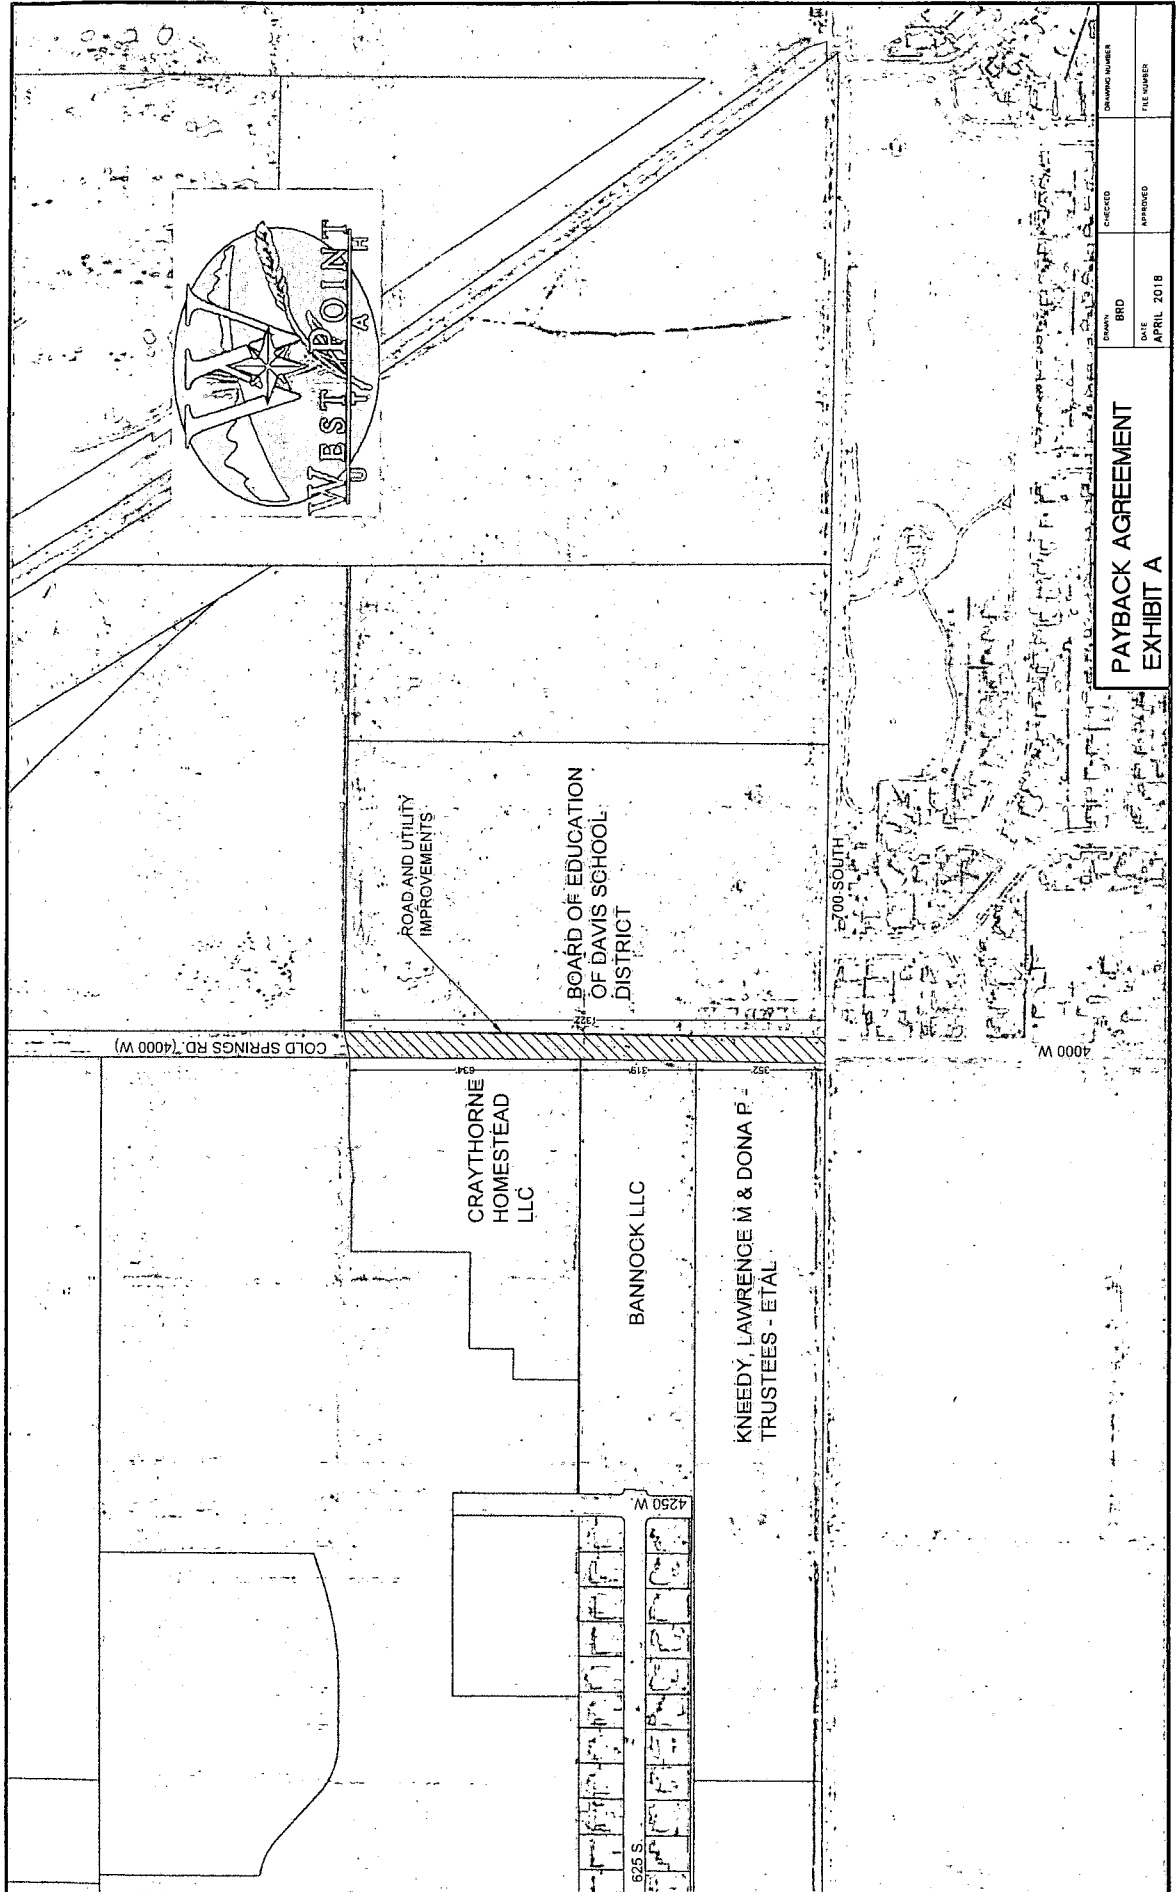 WEST POINT
UTAH
COLD SPRINGS RD. (4000 W)
ROAD AND UTILITY
IMPROVEMENTS
BOARD OF EDUCATION
OF DAVIS SCHOOL
DISTRICT
CRAYTHORNE
HOMESTEAD
LLC
634'
319'
352'
BANNOCK LLC
KNEEDY, LAWRENCE M & DONA P -
TRUSTEES - ETAL
4250 W.
625 S.
700 SOUTH
4000 W.
PAYBACK AGREEMENT
EXHIBIT A
DRAWN
BRD
CHECKED
DRAWING NUMBER
DATE
APRIL 2018
APPROVED
FILE NUMBER